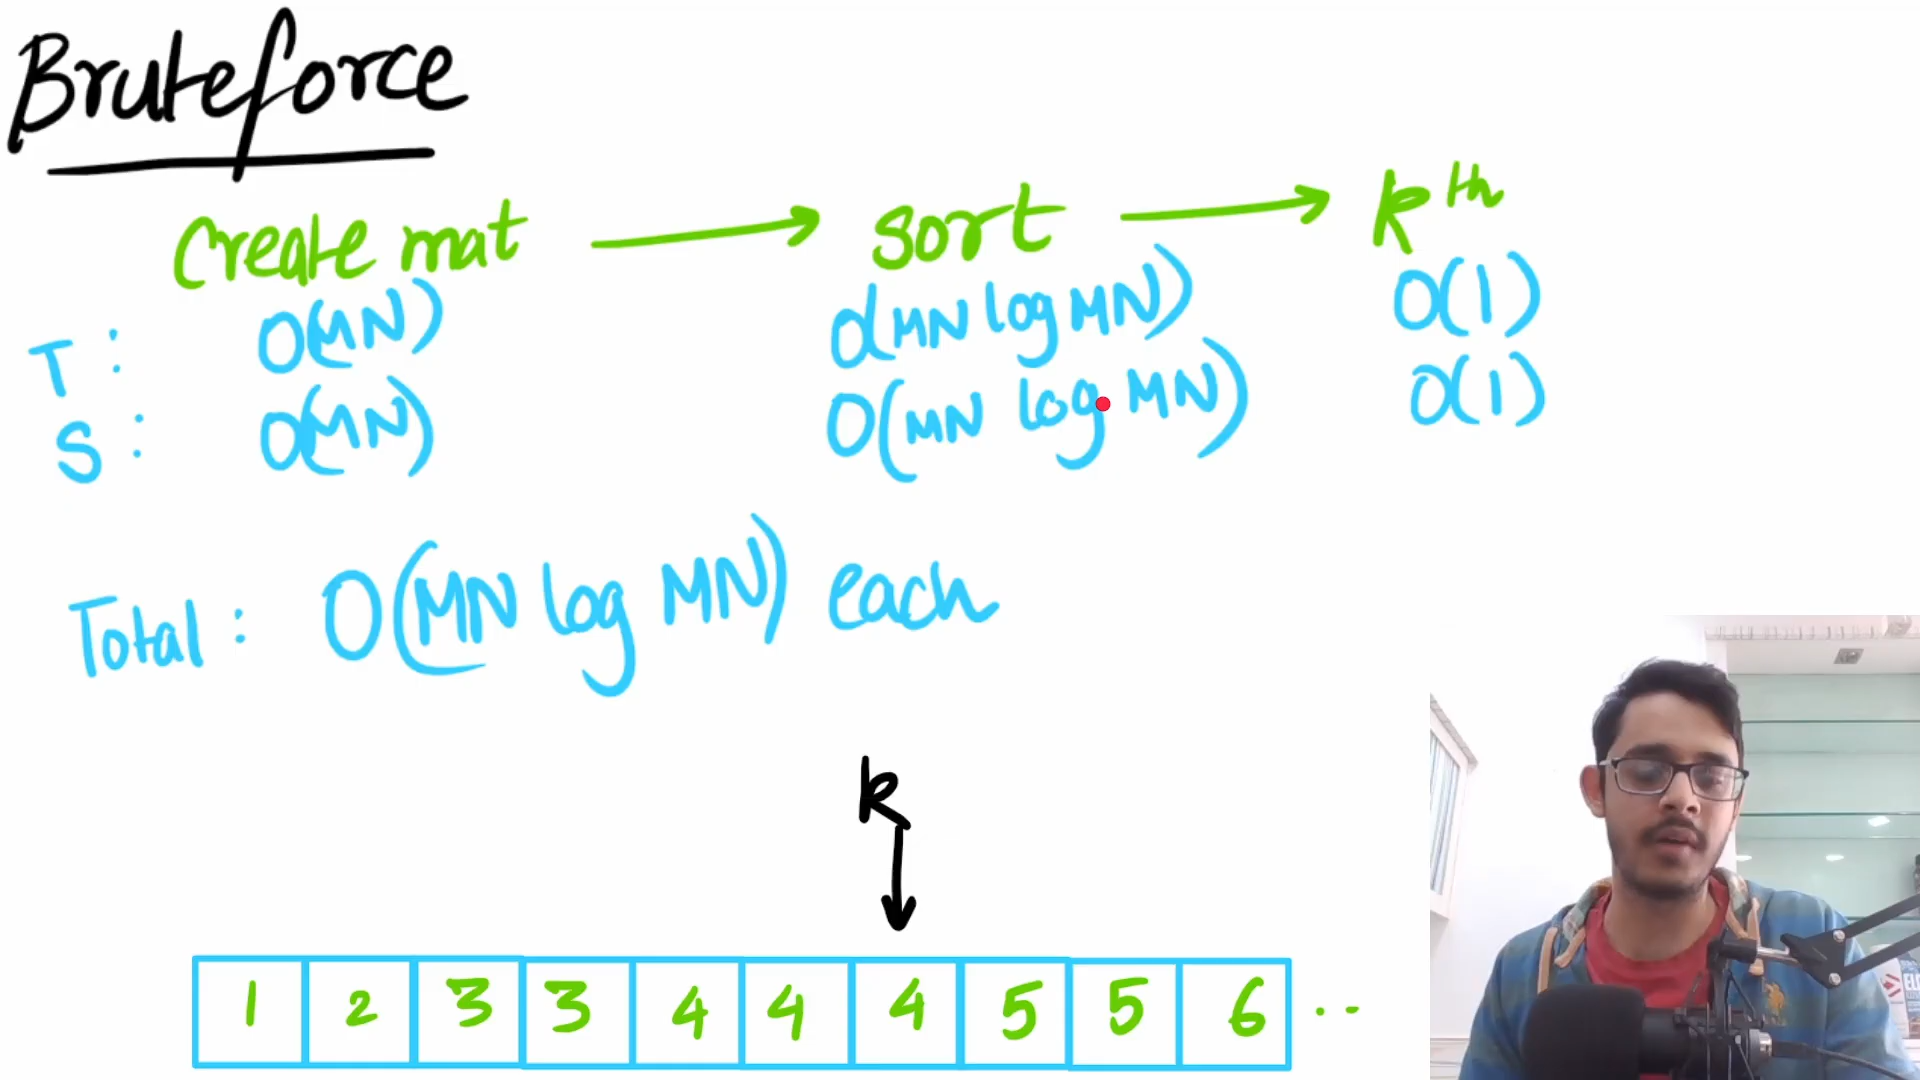 Bruteforce
Create mat → sort → kth
T: O(MN) O(MN log MN) O(1)
S: O(MN) O(MN log MN) O(1)
Total: O(MN log MN) each
k
1 2 3 3 4 4 4 5 5 6 ..